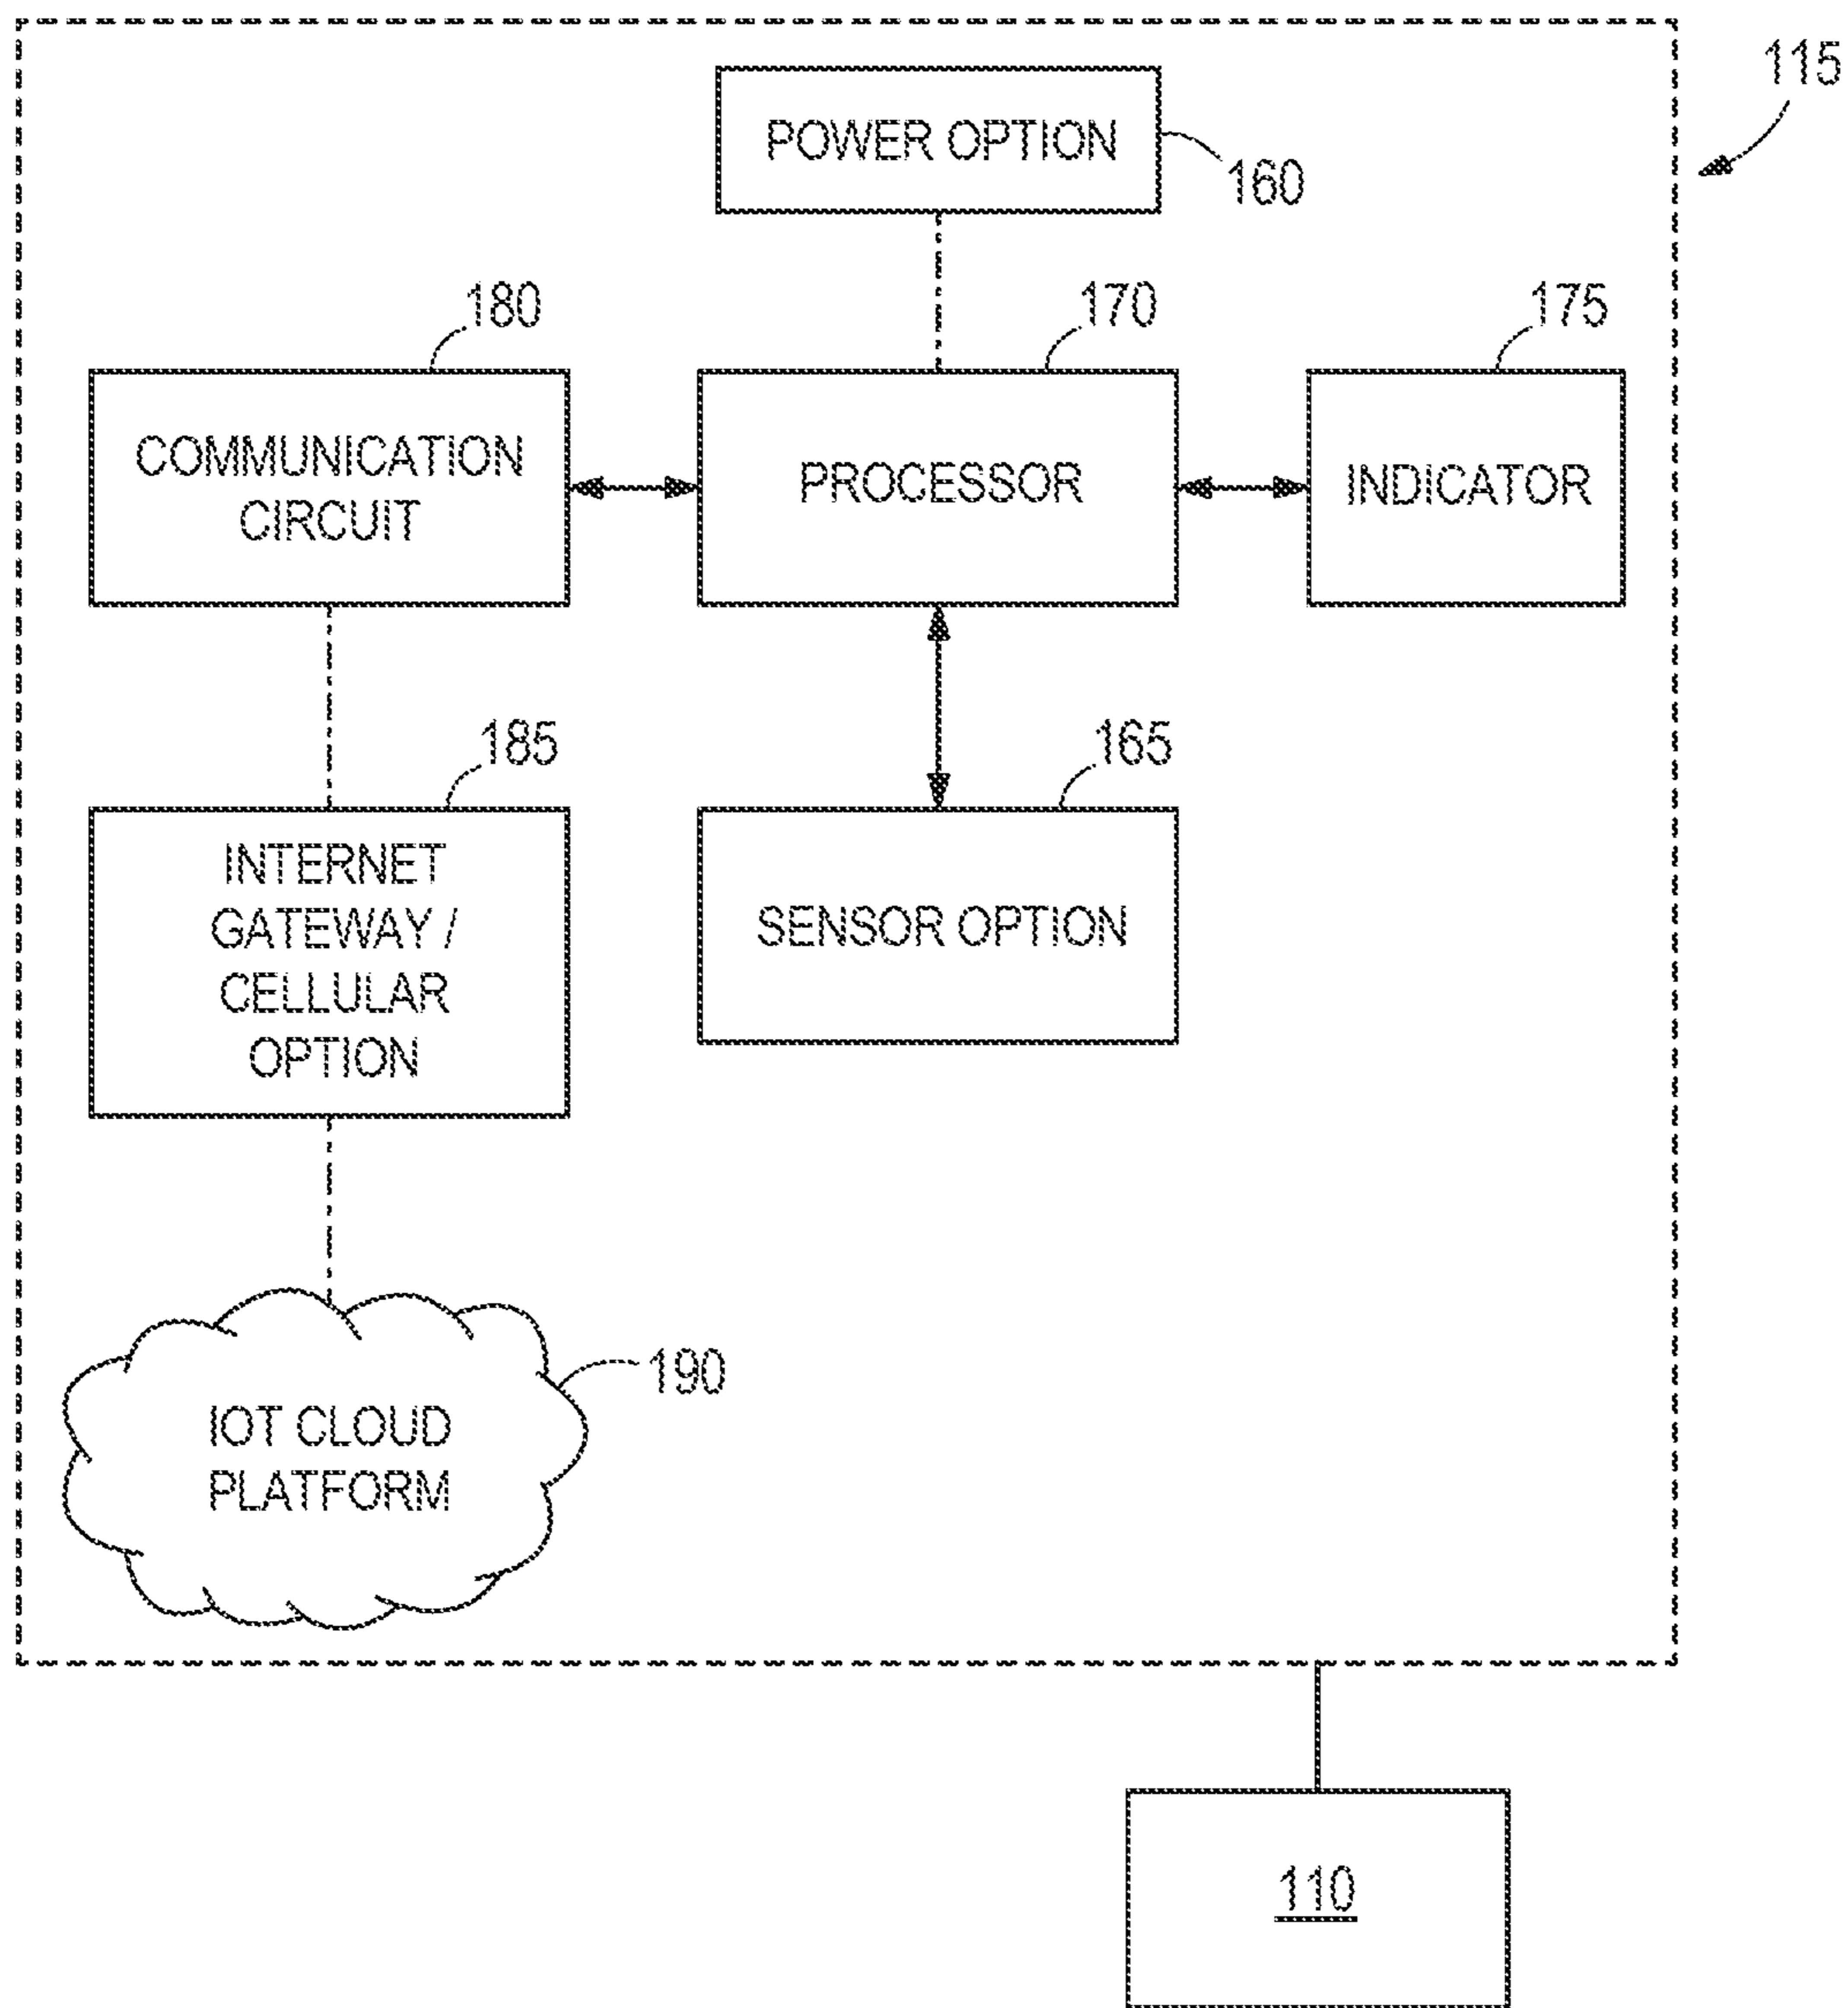 115
POWER OPTION
160
180
170
175
COMMUNICATION
CIRCUIT
PROCESSOR
INDICATOR
185
165
INTERNET
GATEWAY /
CELLULAR
OPTION
SENSOR OPTION
190
IOT CLOUD
PLATFORM
110